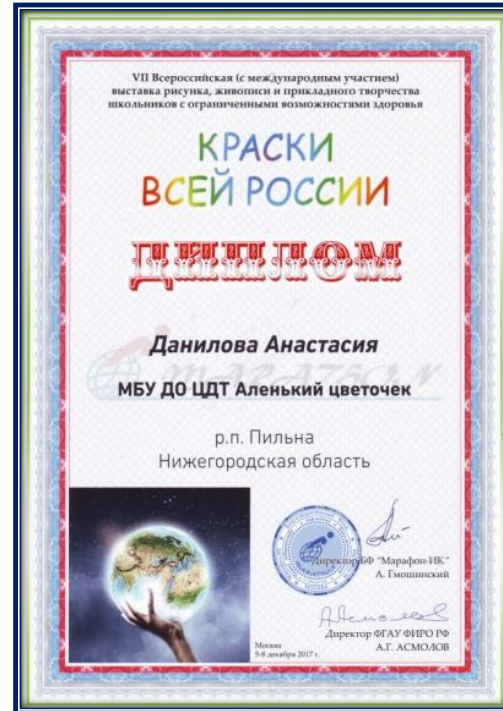 VII Всероссийская (с международным участием)
выставка рисунка, живописи и прикладного творчества
школьников с ограниченными возможностями здоровья
КРАСКИ
ВСЕЙ РОССИИ
ДИПЛОМ
Данилова Анастасия
MARATHON
МБУ ДО ЦДТ Аленький цветочек
р.п. Пильна
Нижегородская область
Директор БФ "Марафон-ИК"
А. Гмошинский
Директор ФГАУ ФИРО РФ
А.Г. АСМОЛОВ
Москва
5-8 декабря 2017 г.